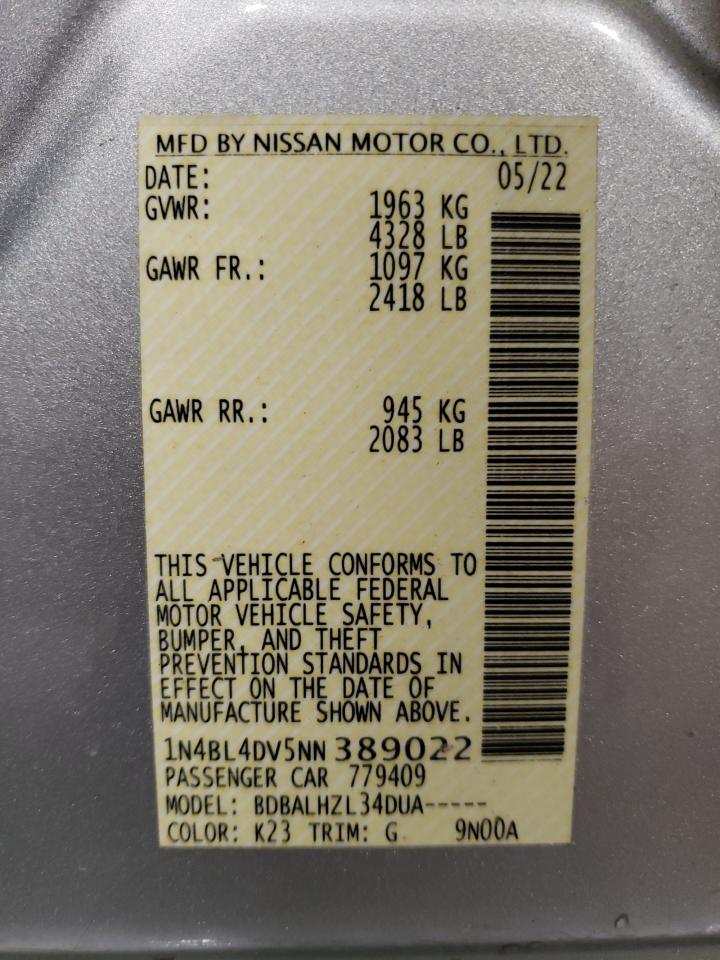 MFD BY NISSAN MOTOR CO., LTD.
DATE: 05/22
GVWR: 1963 KG
4328 LB
GAWR FR.: 1097 KG
2418 LB
GAWR RR.: 945 KG
2083 LB
THIS VEHICLE CONFORMS TO
ALL APPLICABLE FEDERAL
MOTOR VEHICLE SAFETY,
BUMPER, AND THEFT
PREVENTION STANDARDS IN
EFFECT ON THE DATE OF
MANUFACTURE SHOWN ABOVE.
1N4BL4DV5NN389022
PASSENGER CAR 779409
MODEL: BDBALHZL34DUA-----
COLOR: K23 TRIM: G 9N00A